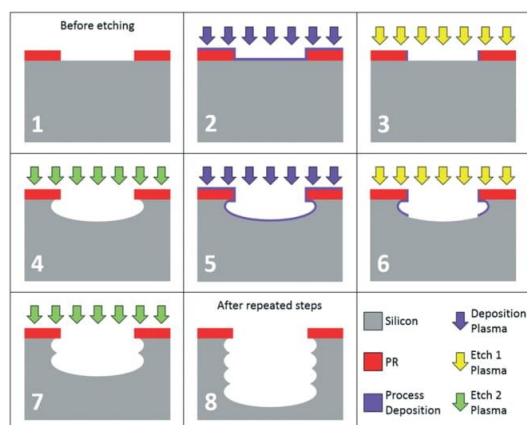 Before etching
1
2
3
4
5
6
7
After repeated steps
8
Silicon
PR
Process
Deposition
Deposition
Plasma
Etch 1
Plasma
Etch 2
Plasma